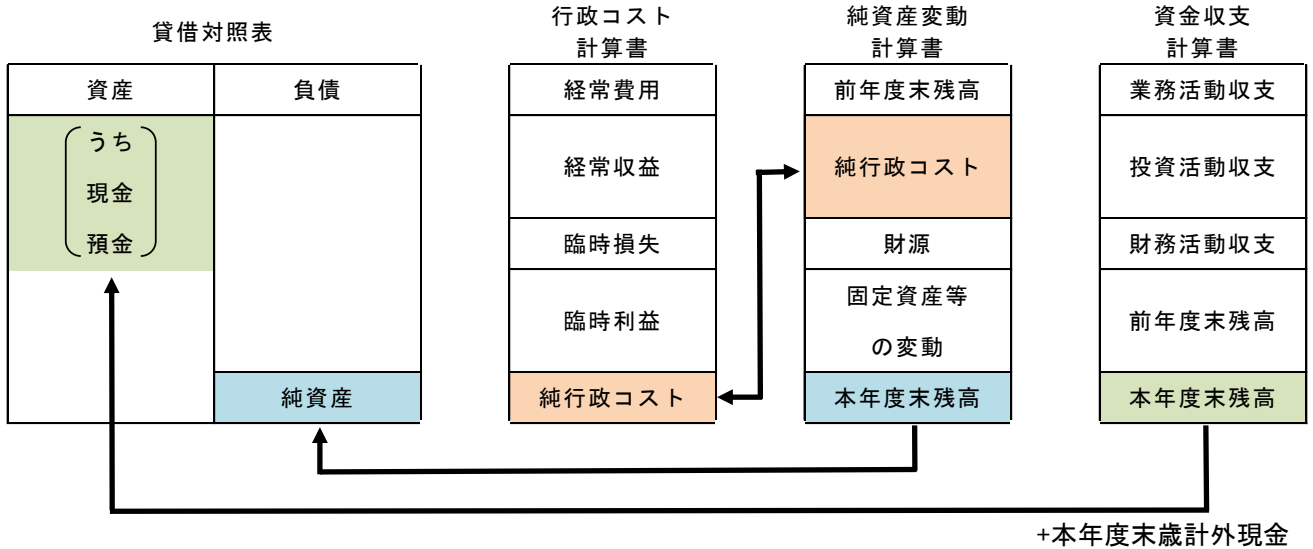 貸借対照表
資産
負債
うち
現金
預金
純資産
行政コスト
計算書
経常費用
経常収益
臨時損失
臨時利益
純行政コスト
純資産変動
計算書
前年度末残高
純行政コスト
財源
固定資産等
の変動
本年度末残高
資金収支
計算書
業務活動収支
投資活動収支
財務活動収支
前年度末残高
本年度末残高
+本年度末歳計外現金